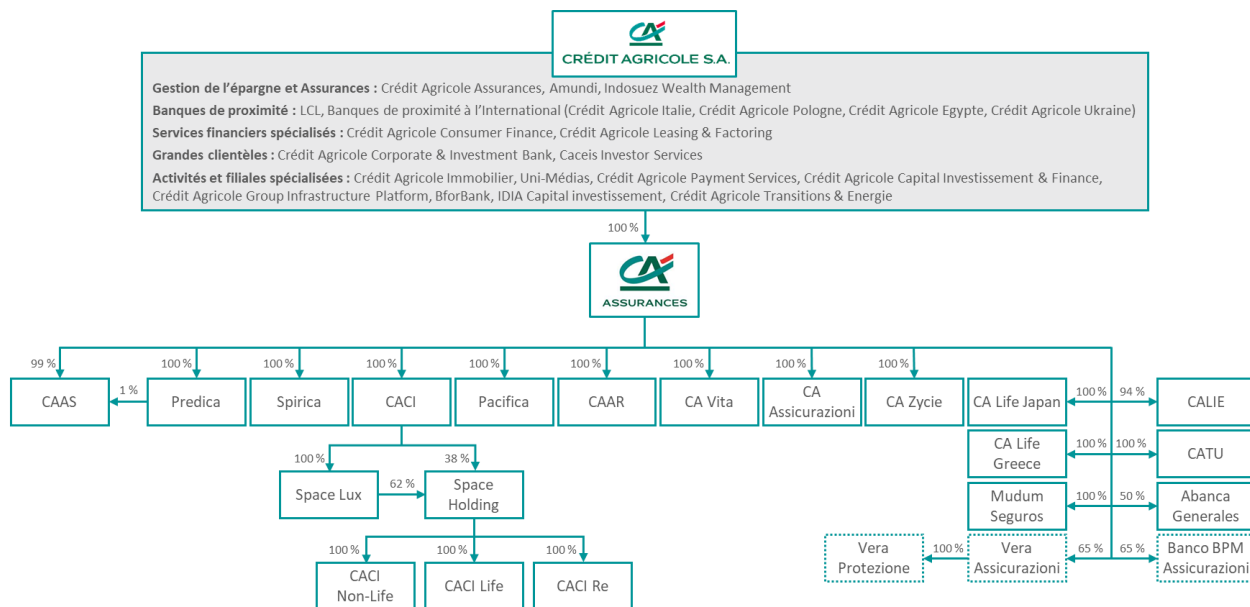 CRÉDIT AGRICOLE S.A.
Gestion de l'épargne et Assurances : Crédit Agricole Assurances, Amundi, Indosuez Wealth Management
Banques de proximité : LCL, Banques de proximité à l'International (Crédit Agricole Italie, Crédit Agricole Pologne, Crédit Agricole Egypte, Crédit Agricole Ukraine)
Services financiers spécialisés : Crédit Agricole Consumer Finance, Crédit Agricole Leasing & Factoring
Grandes clientèles : Crédit Agricole Corporate & Investment Bank, Caceis Investor Services
Activités et filiales spécialisées : Crédit Agricole Immobilier, Uni-Médias, Crédit Agricole Payment Services, Crédit Agricole Capital Investissement & Finance,
Crédit Agricole Group Infrastructure Platform, BforBank, IDIA Capital investissement, Crédit Agricole Transitions & Energie
100 %
CA
ASSURANCES
99 % 100 % 100 % 100 % 100 % 100 % 100 % 100 % 100 %
CAAS 1 % Predica Spirica CACI Pacifica CAAR CA Vita CA Assicurazioni CA Zycie
CA Life Japan 100 % 94 % CALIE
CA Life
Greece
100 % 100 % CATU
Mudum
Seguros
100 % 50 % Abanca
Generales
Vera
Protezione
100 % Vera
Assicurazioni
65 % 65 % Banco BPM
Assicurazioni
100 % 38 %
Space Lux 62 % Space
Holding
100 % 100 % 100 %
CACI
Non-Life
CACI Life
CACI Re